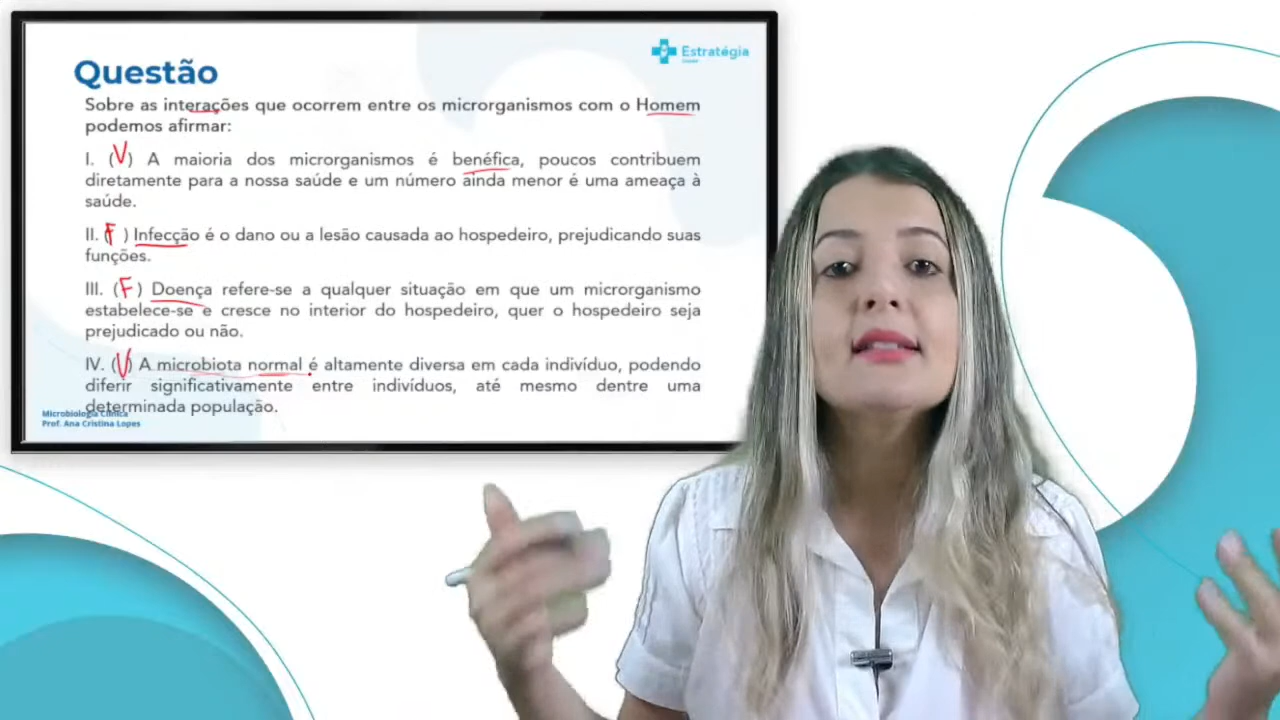 Questão
Estratégia
Sobre as interações que ocorrem entre os microrganismos com o Homem
podemos afirmar:
I. (V) A maioria dos microrganismos é benéfica, poucos contribuem
diretamente para a nossa saúde e um número ainda menor é uma ameaça à
saúde.
II. (F ) Infecção é o dano ou a lesão causada ao hospedeiro, prejudicando suas
funções.
III. (F) Doença refere-se a qualquer situação em que um microrganismo
estabelece-se e cresce no interior do hospedeiro, quer o hospedeiro seja
prejudicado ou não.
IV. (V) A microbiota normal é altamente diversa em cada indivíduo, podendo
diferir significativamente entre indivíduos, até mesmo dentre uma
determinada população.
Microbiologia Clínica
Prof. Ana Cristina Lopes